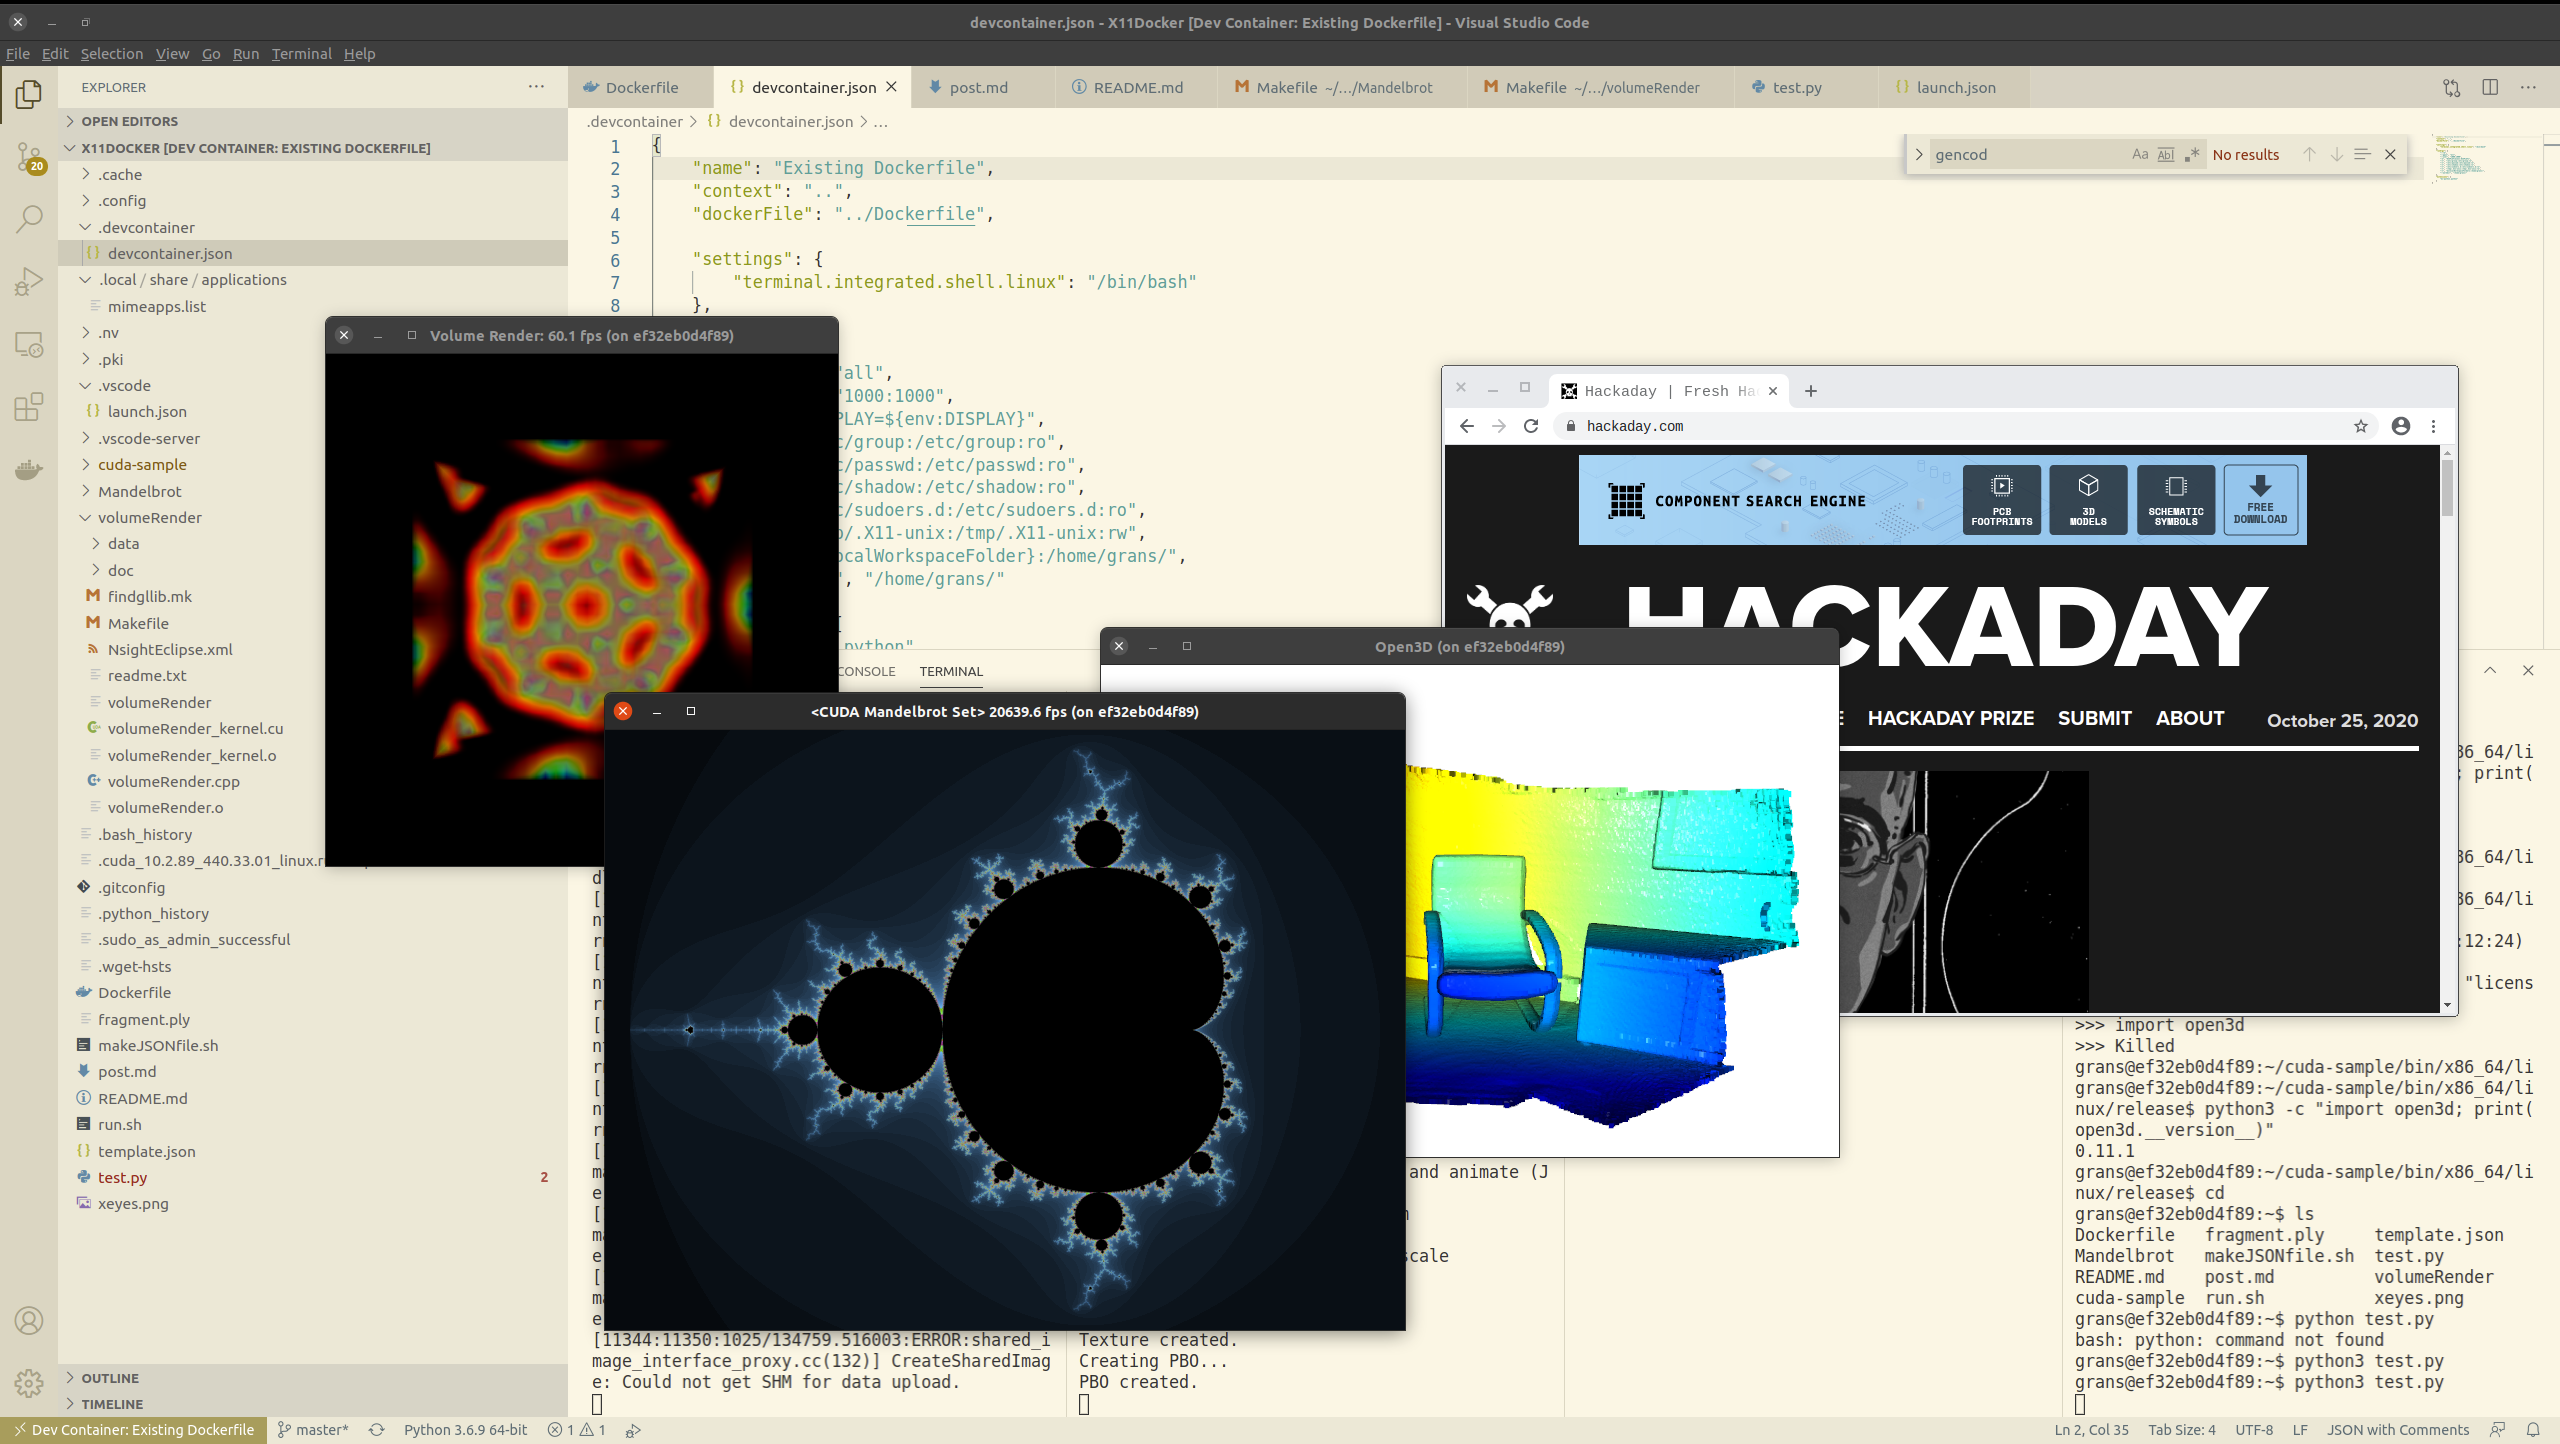 devcontainer.json - X11Docker [Dev Container: Existing Dockerfile] - Visual Studio Code
File Edit Selection View Go Run Terminal Help
EXPLORER
Dockerfile
devcontainer.json
post.md
README.md
Makefile ~/.../Mandelbrot
Makefile ~/.../volumeRender
test.py
launch.json
20
OPEN EDITORS
X11DOCKER [DEV CONTAINER: EXISTING DOCKERFILE]
.cache
.config
.devcontainer
devcontainer.json
.local / share / applications
mimeapps.list
.nv
.pki
.vscode
launch.json
.vscode-server
cuda-sample
Mandelbrot
volumeRender
data
doc
findgllib.mk
Makefile
NsightEclipse.xml
readme.txt
volumeRender
volumeRender_kernel.cu
volumeRender_kernel.o
volumeRender.cpp
volumeRender.o
.bash_history
.cuda_10.2.89_440.33.01_linux.r
.gitconfig
.python_history
.sudo_as_admin_successful
.wget-hsts
Dockerfile
fragment.ply
makeJSONfile.sh
post.md
README.md
run.sh
template.json
test.py 2
xeyes.png
OUTLINE
TIMELINE
.devcontainer > {} devcontainer.json > ...
1 {
2 "name": "Existing Dockerfile",
3 "context": "..",
4 "dockerFile": "../Dockerfile",
5
6 "settings": {
7 "terminal.integrated.shell.linux": "/bin/bash"
8 },
gencod Aa Abl .* No results
"all",
"1000:1000",
PLAY=${env:DISPLAY}",
c/group:/etc/group:ro",
c/passwd:/etc/passwd:ro",
c/shadow:/etc/shadow:ro",
c/sudoers.d:/etc/sudoers.d:ro",
p/.X11-unix:/tmp/.X11-unix:rw",
ocalWorkspaceFolder}:/home/grans/",
", "/home/grans/"
[
.python"
Volume Render: 60.1 fps (on ef32eb0d4f89)
CONSOLE TERMINAL
<CUDA Mandelbrot Set> 20639.6 fps (on ef32eb0d4f89)
Open3D (on ef32eb0d4f89)
Hackaday | Fresh Ha
hackaday.com
COMPONENT SEARCH ENGINE
PCB FOOTPRINTS
3D MODELS
SCHEMATIC SYMBOLS
FREE DOWNLOAD
HACKADAY
E HACKADAY PRIZE SUBMIT ABOUT October 25, 2020
[11344:11350:1025/134759.516003:ERROR:shared_i
mage_interface_proxy.cc(132)] CreateSharedImag
e: Could not get SHM for data upload.
and animate (J
scale
Texture created.
Creating PBO...
PBO created.
86_64/li
; print(
86_64/li
86_64/li
:12:24)
"licens
>>> import open3d
>>> Killed
grans@ef32eb0d4f89:~/cuda-sample/bin/x86_64/li
grans@ef32eb0d4f89:~/cuda-sample/bin/x86_64/li
nux/release$ python3 -c "import open3d; print(
open3d.__version__)"
0.11.1
grans@ef32eb0d4f89:~/cuda-sample/bin/x86_64/li
nux/release$ cd
grans@ef32eb0d4f89:~$ ls
Dockerfile fragment.ply template.json
Mandelbrot makeJSONfile.sh test.py
README.md post.md volumeRender
cuda-sample run.sh xeyes.png
grans@ef32eb0d4f89:~$ python test.py
bash: python: command not found
grans@ef32eb0d4f89:~$ python3 test.py
grans@ef32eb0d4f89:~$ python3 test.py
Dev Container: Existing Dockerfile master* Python 3.6.9 64-bit 1 1
Ln 2, Col 35 Tab Size: 4 UTF-8 LF JSON with Comments